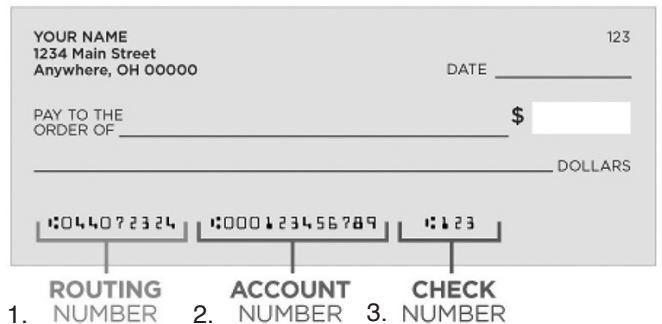 YOUR NAME 123
1234 Main Street
Anywhere, OH 00000
DATE
PAY TO THE
ORDER OF
$
DOLLARS
⑆044072324 ⑆000123456789 ⑆123
ROUTING ACCOUNT CHECK
1. NUMBER 2. NUMBER 3. NUMBER